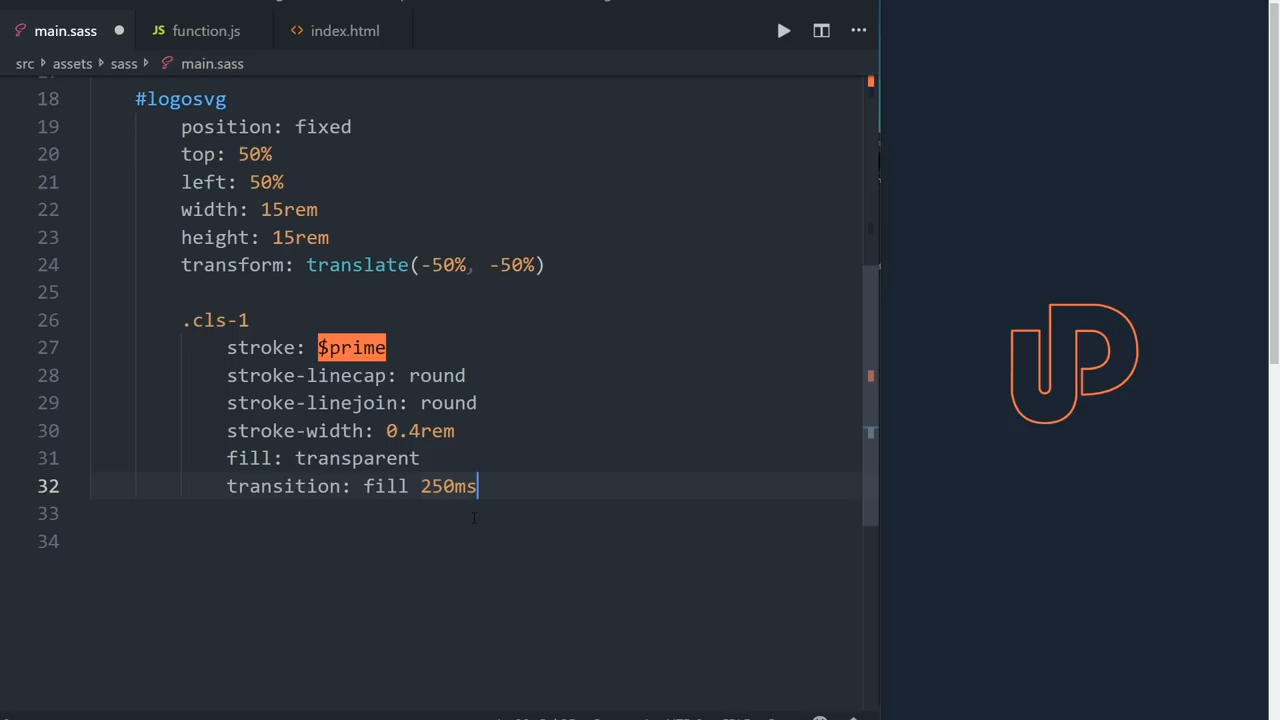 main.sass
JS function.js
<> index.html
src assets sass main.sass
18 #logosvg
19 position: fixed
20 top: 50%
21 left: 50%
22 width: 15rem
23 height: 15rem
24 transform: translate(-50%, -50%)
25
26 .cls-1
27 stroke: $prime
28 stroke-linecap: round
29 stroke-linejoin: round
30 stroke-width: 0.4rem
31 fill: transparent
32 transition: fill 250ms
33
34
UP